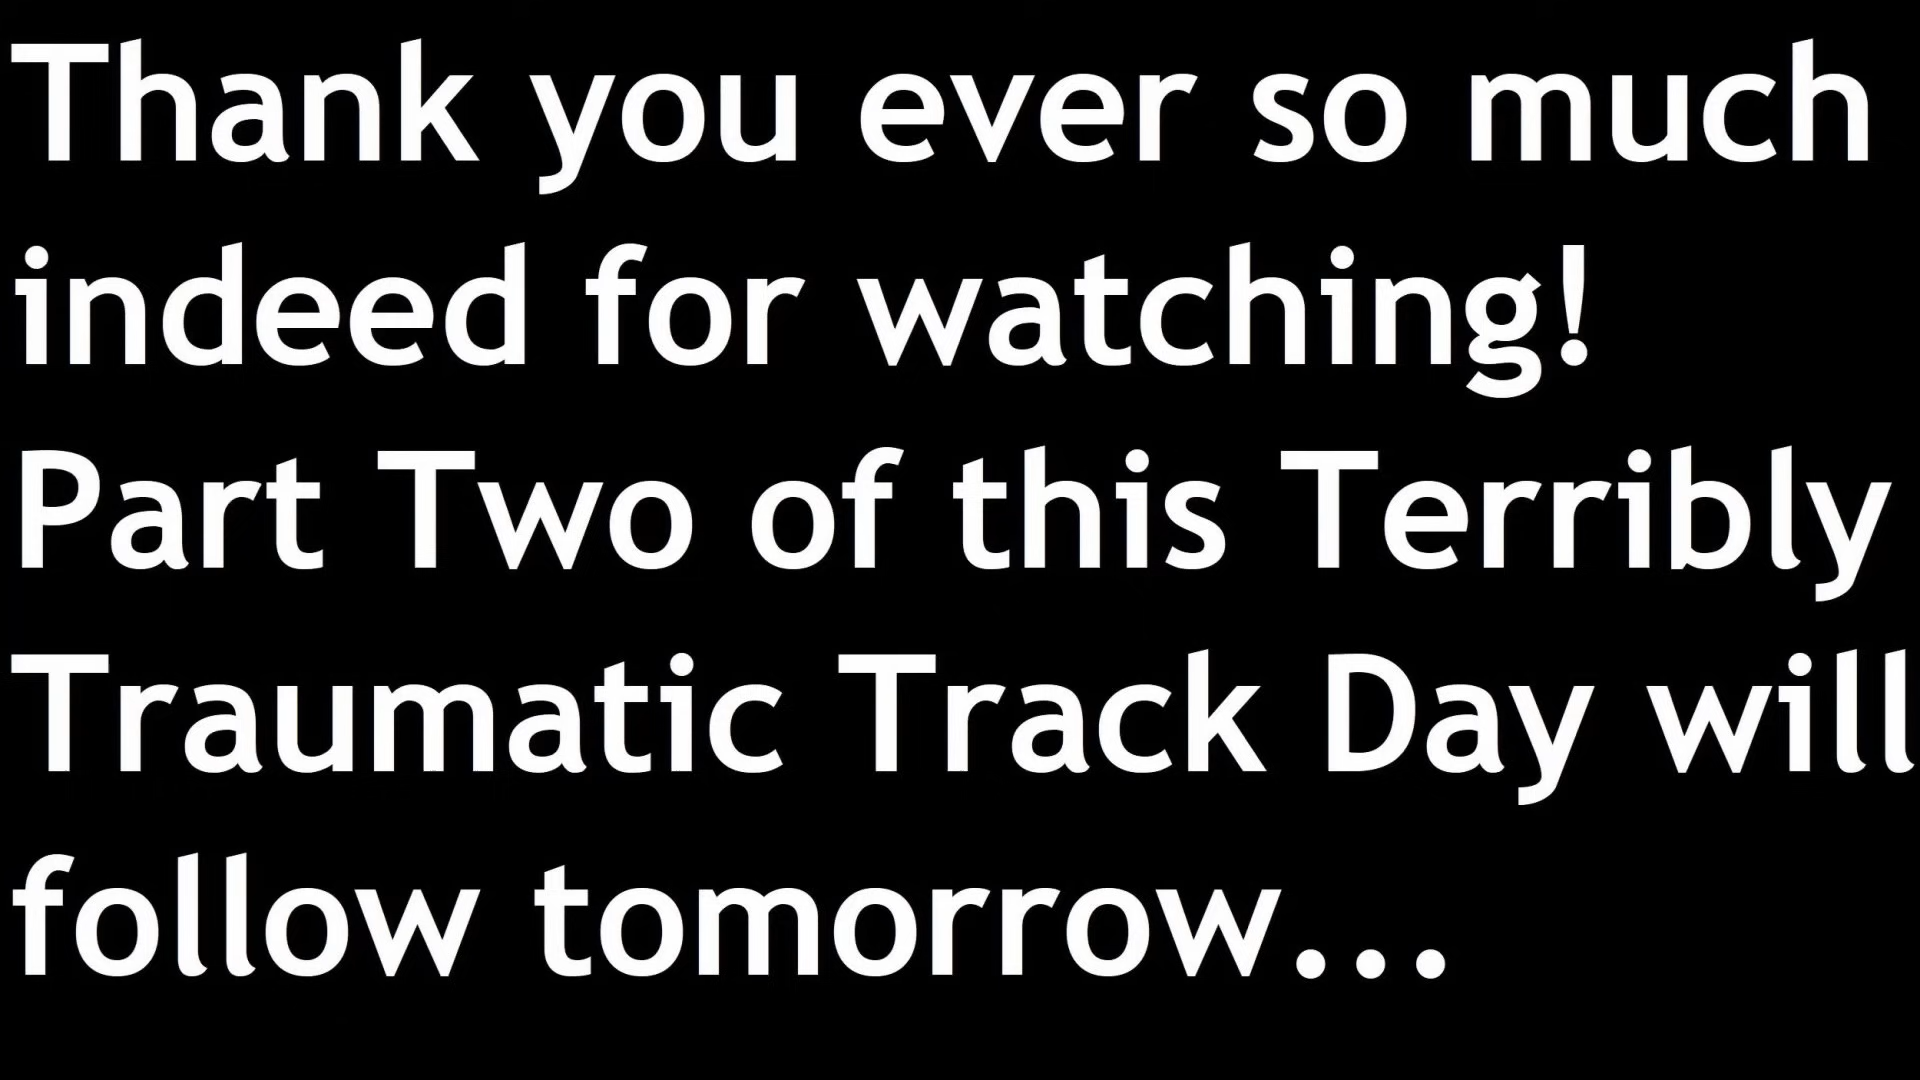 Thank you ever so much
indeed for watching!
Part Two of this Terribly
Traumatic Track Day will
follow tomorrow...